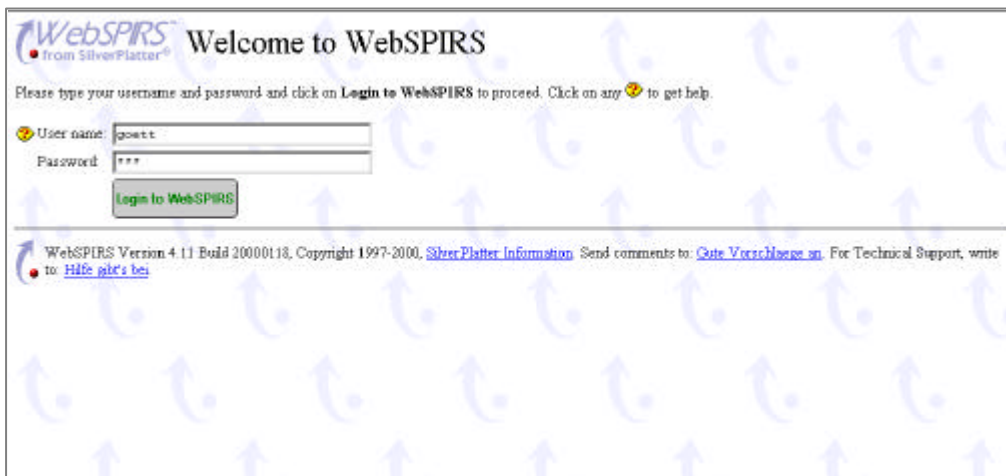 WebSPIRS™
from SilverPlatter®
Welcome to WebSPIRS
Please type your username and password and click on Login to WebSPIRS to proceed. Click on any ? to get help.
? User name: goett
Password: ***
Login to WebSPIRS
WebSPIRS Version 4.11 Build 20000118, Copyright 1997-2000, SilverPlatter Information. Send comments to: Gute Vorschlaege an. For Technical Support, write
to: Hilfe gibt's bei